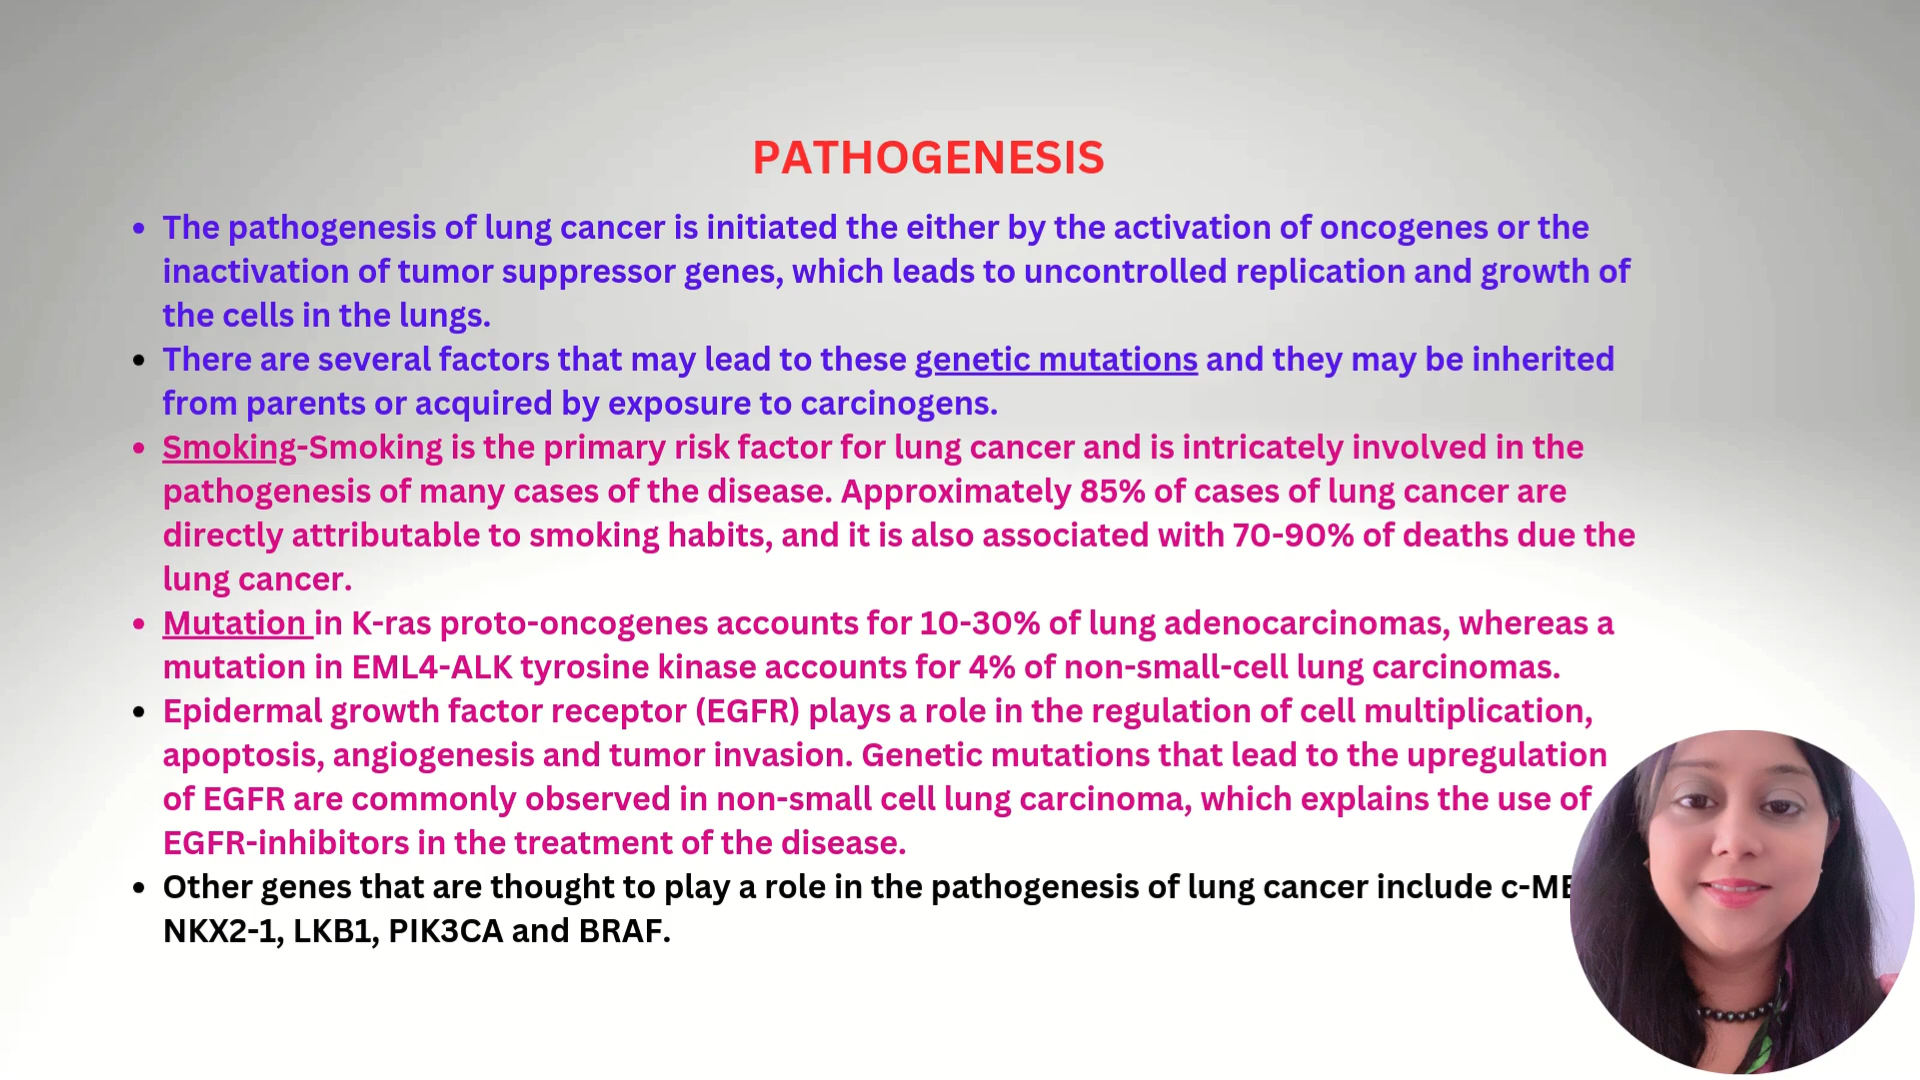 PATHOGENESIS
• The pathogenesis of lung cancer is initiated the either by the activation of oncogenes or the
inactivation of tumor suppressor genes, which leads to uncontrolled replication and growth of
the cells in the lungs.
• There are several factors that may lead to these genetic mutations and they may be inherited
from parents or acquired by exposure to carcinogens.
• Smoking-Smoking is the primary risk factor for lung cancer and is intricately involved in the
pathogenesis of many cases of the disease. Approximately 85% of cases of lung cancer are
directly attributable to smoking habits, and it is also associated with 70-90% of deaths due the
lung cancer.
• Mutation in K-ras proto-oncogenes accounts for 10-30% of lung adenocarcinomas, whereas a
mutation in EML4-ALK tyrosine kinase accounts for 4% of non-small-cell lung carcinomas.
• Epidermal growth factor receptor (EGFR) plays a role in the regulation of cell multiplication,
apoptosis, angiogenesis and tumor invasion. Genetic mutations that lead to the upregulation
of EGFR are commonly observed in non-small cell lung carcinoma, which explains the use of
EGFR-inhibitors in the treatment of the disease.
• Other genes that are thought to play a role in the pathogenesis of lung cancer include
NKX2-1, LKB1, PIK3CA and BRAF.